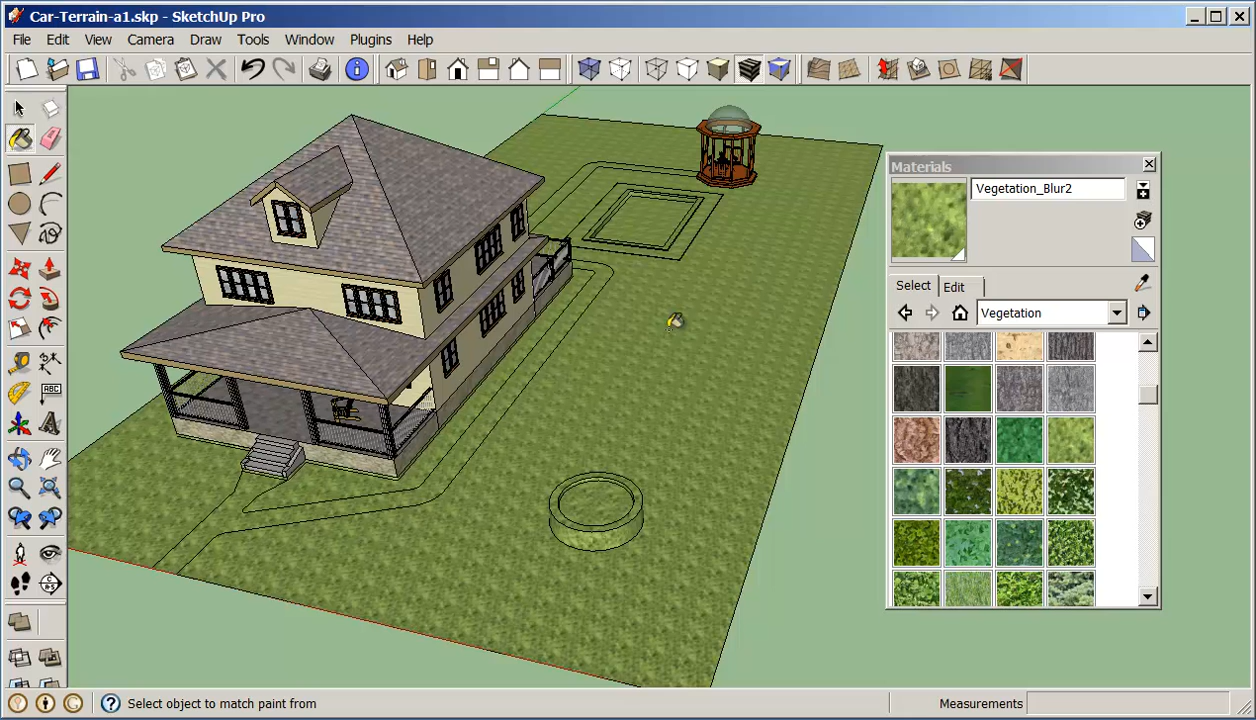 Car-Terrain-a1.skp - SketchUp Pro
File Edit View Camera Draw Tools Window Plugins Help
Materials
Vegetation_Blur2
Select Edit
Vegetation
ABC
A
Select object to match paint from
Measurements